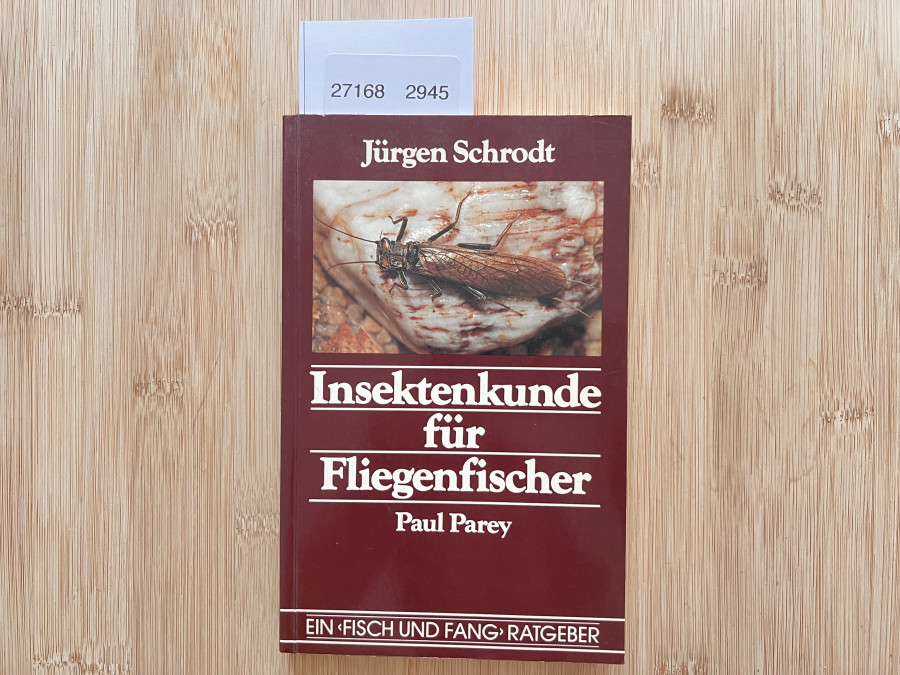 27168 2945
Jürgen Schrodt
Insektenkunde
für
Fliegenfischer
Paul Parey
EIN ‹FISCH UND FANG› RATGEBER